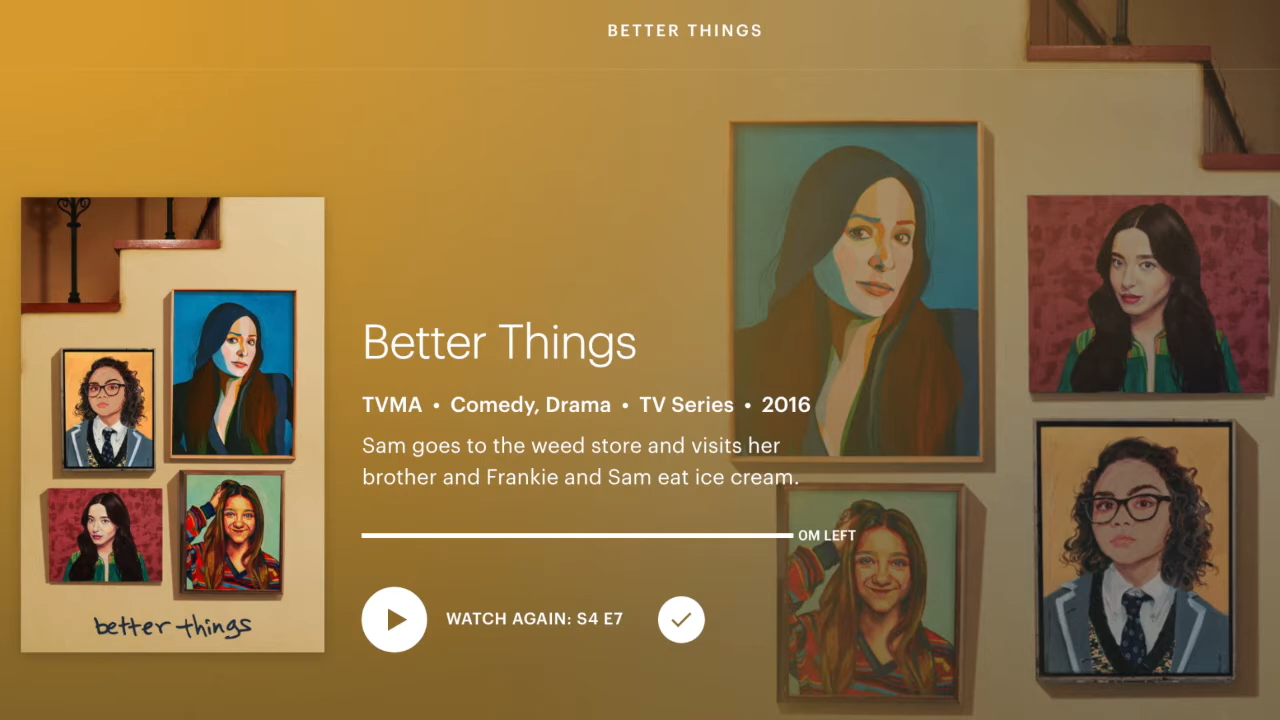 BETTER THINGS
Better Things
TVMA • Comedy, Drama • TV Series • 2016
Sam goes to the weed store and visits her
brother and Frankie and Sam eat ice cream.
0M LEFT
WATCH AGAIN: S4 E7
better things